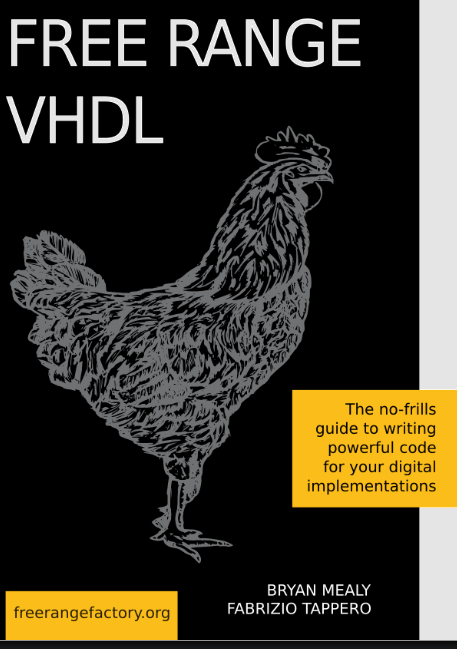 FREE RANGE
VHDL
The no-frills
guide to writing
powerful code
for your digital
implementations
BRYAN MEALY
FABRIZIO TAPPERO
freerangefactory.org